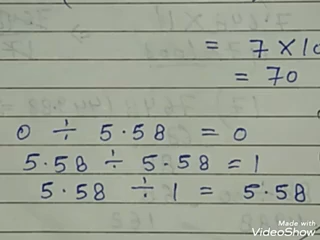 = 7 × 10
= 70
0 ÷ 5.58 = 0
5.58 ÷ 5.58 = 1
5.58 ÷ 1 = 5.58
Made with
VideoShow